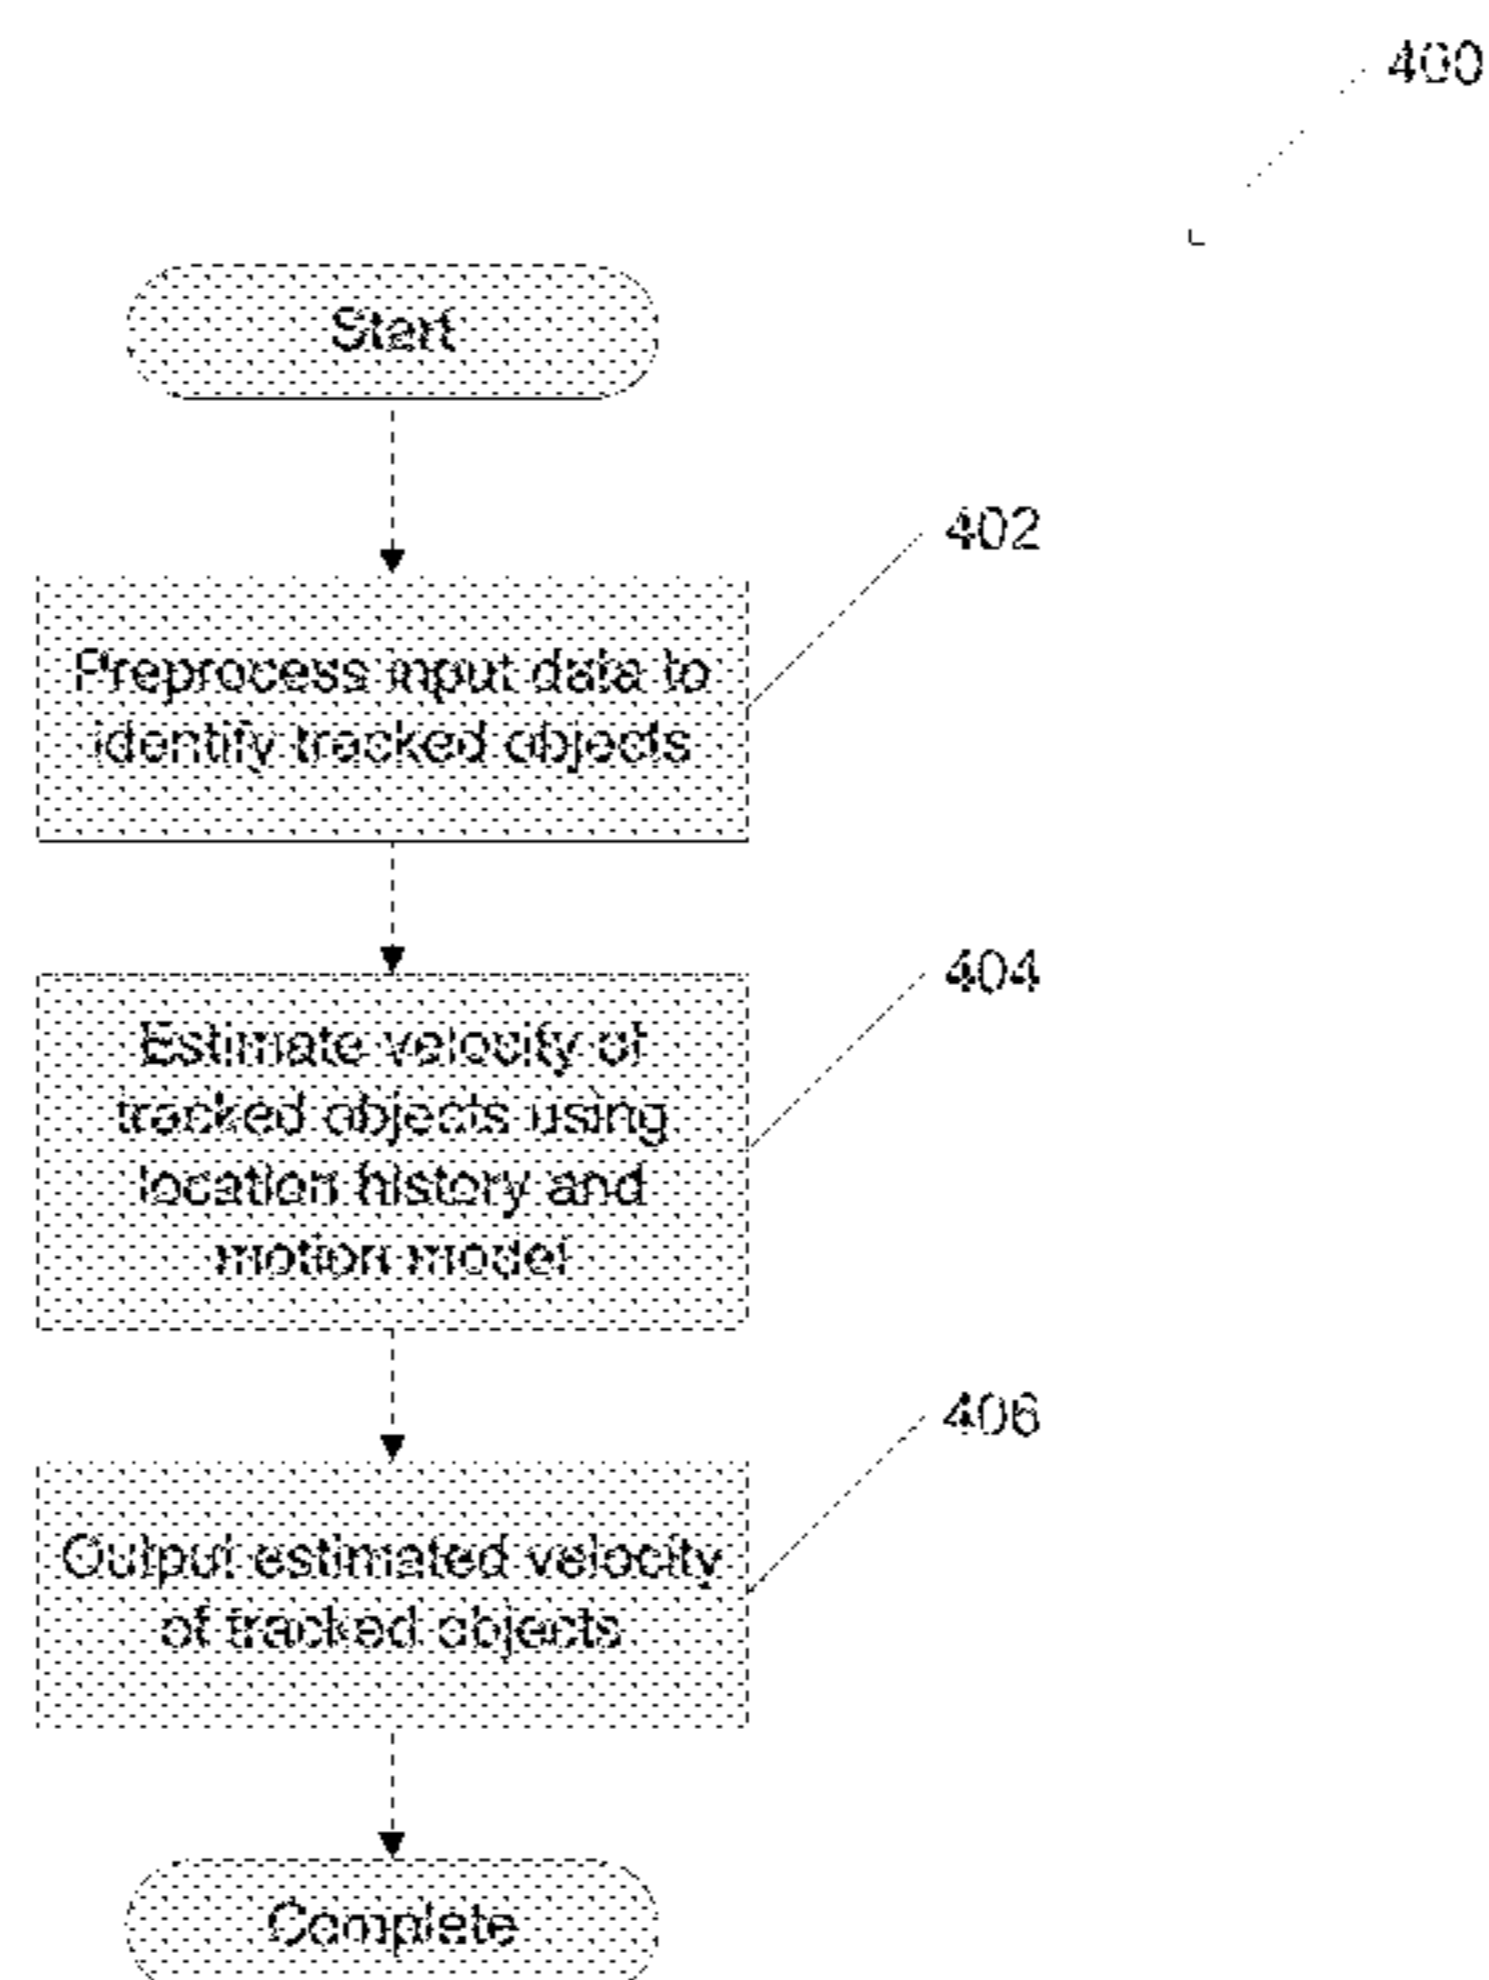 400
Start
402
Preprocess input data to
identify tracked objects
404
Estimate velocity of
tracked objects using
location history and
motion model
406
Output estimated velocity
of tracked objects
Complete